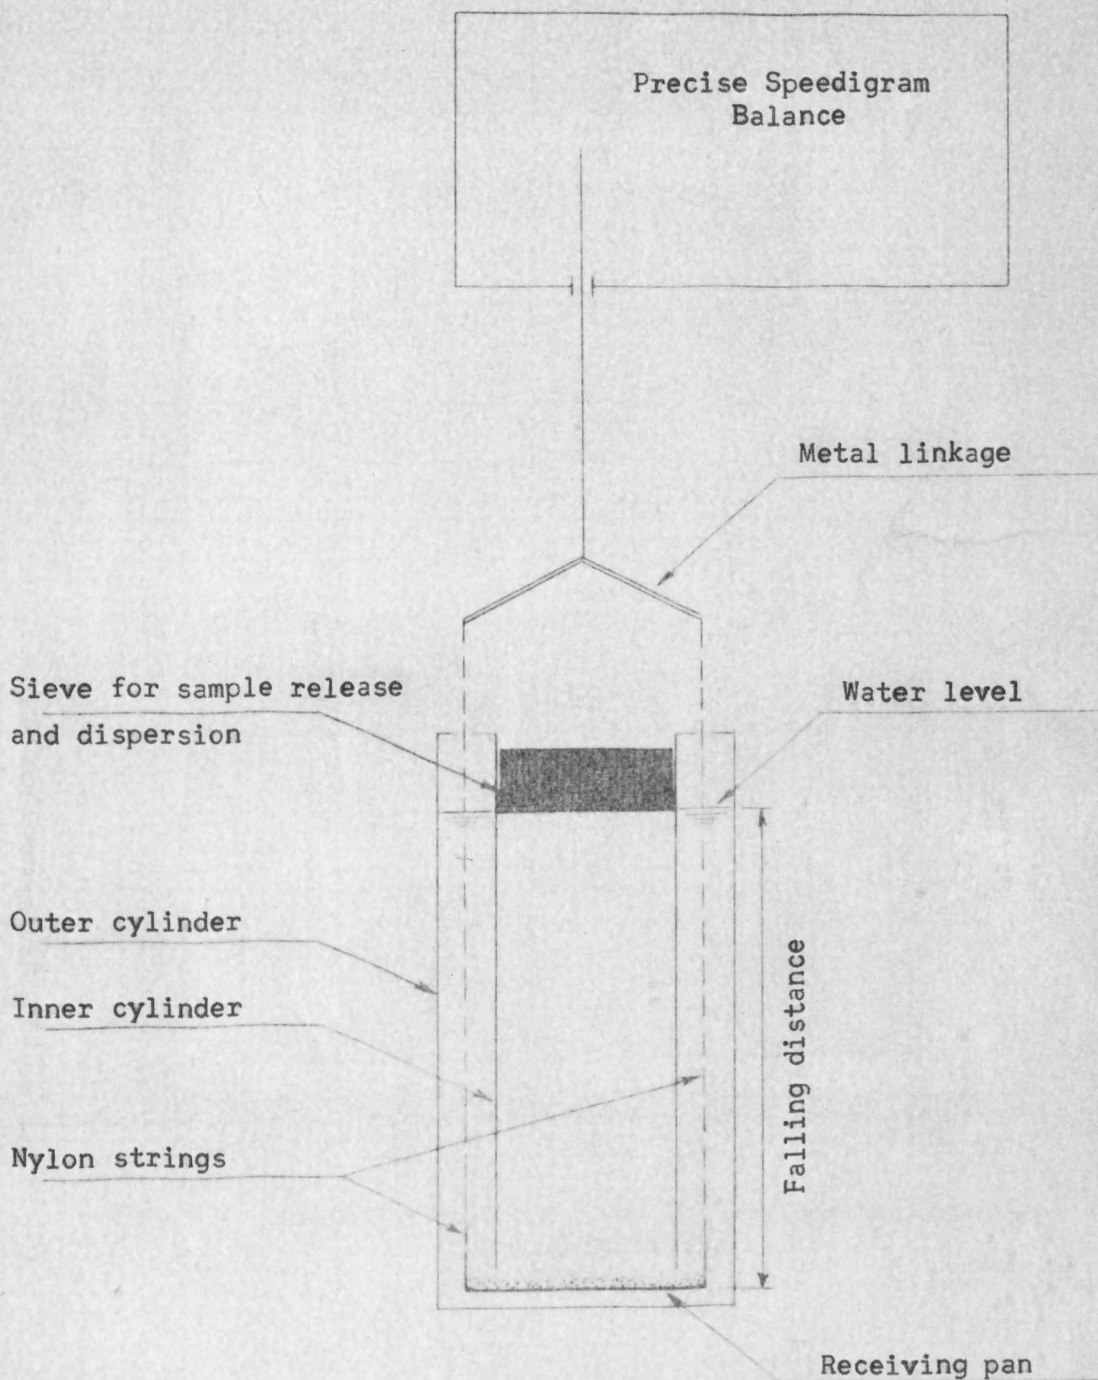 Precise Speedigram
Balance
Metal linkage
Sieve for sample release
and dispersion
Water level
Outer cylinder
Inner cylinder
Falling distance
Nylon strings
Receiving pan